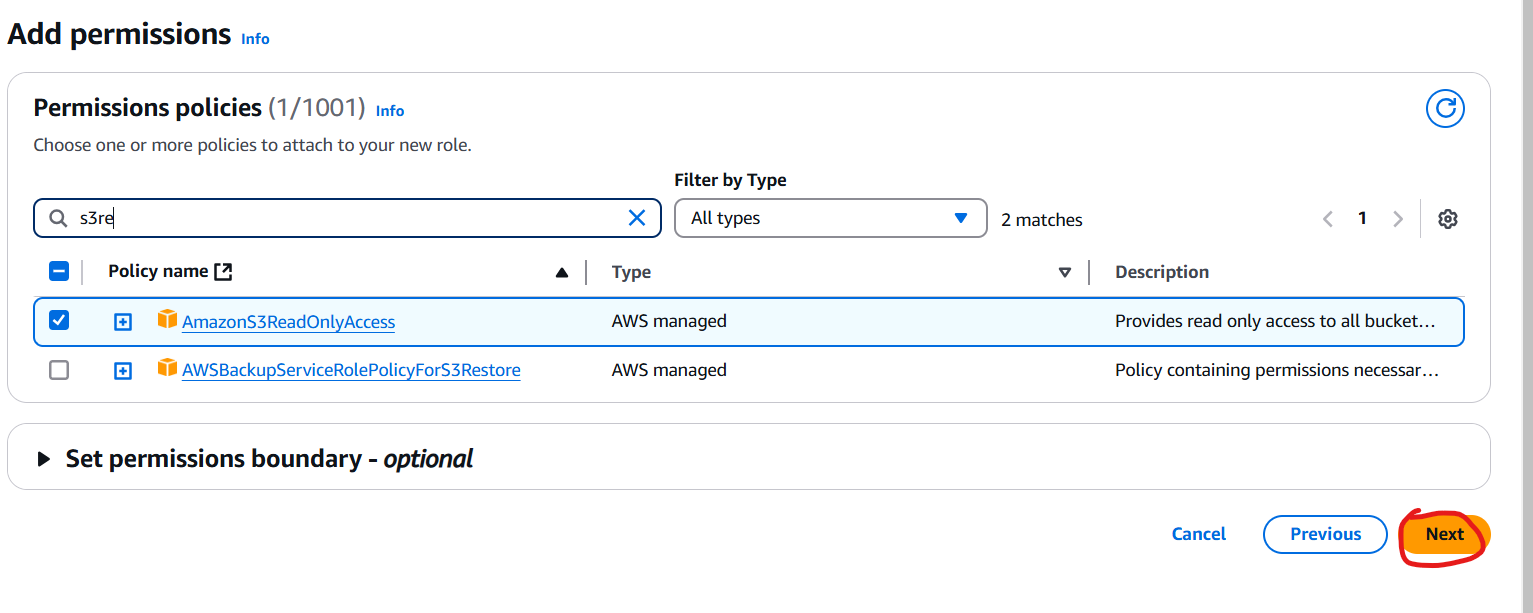 Add permissions Info
Permissions policies (1/1001) Info
Choose one or more policies to attach to your new role.
Filter by Type
s3re All types 2 matches 1
Policy name Type Description
AmazonS3ReadOnlyAccess AWS managed Provides read only access to all bucket…
AWSBackupServiceRolePolicyForS3Restore AWS managed Policy containing permissions necessar…
Set permissions boundary - optional
Cancel Previous Next